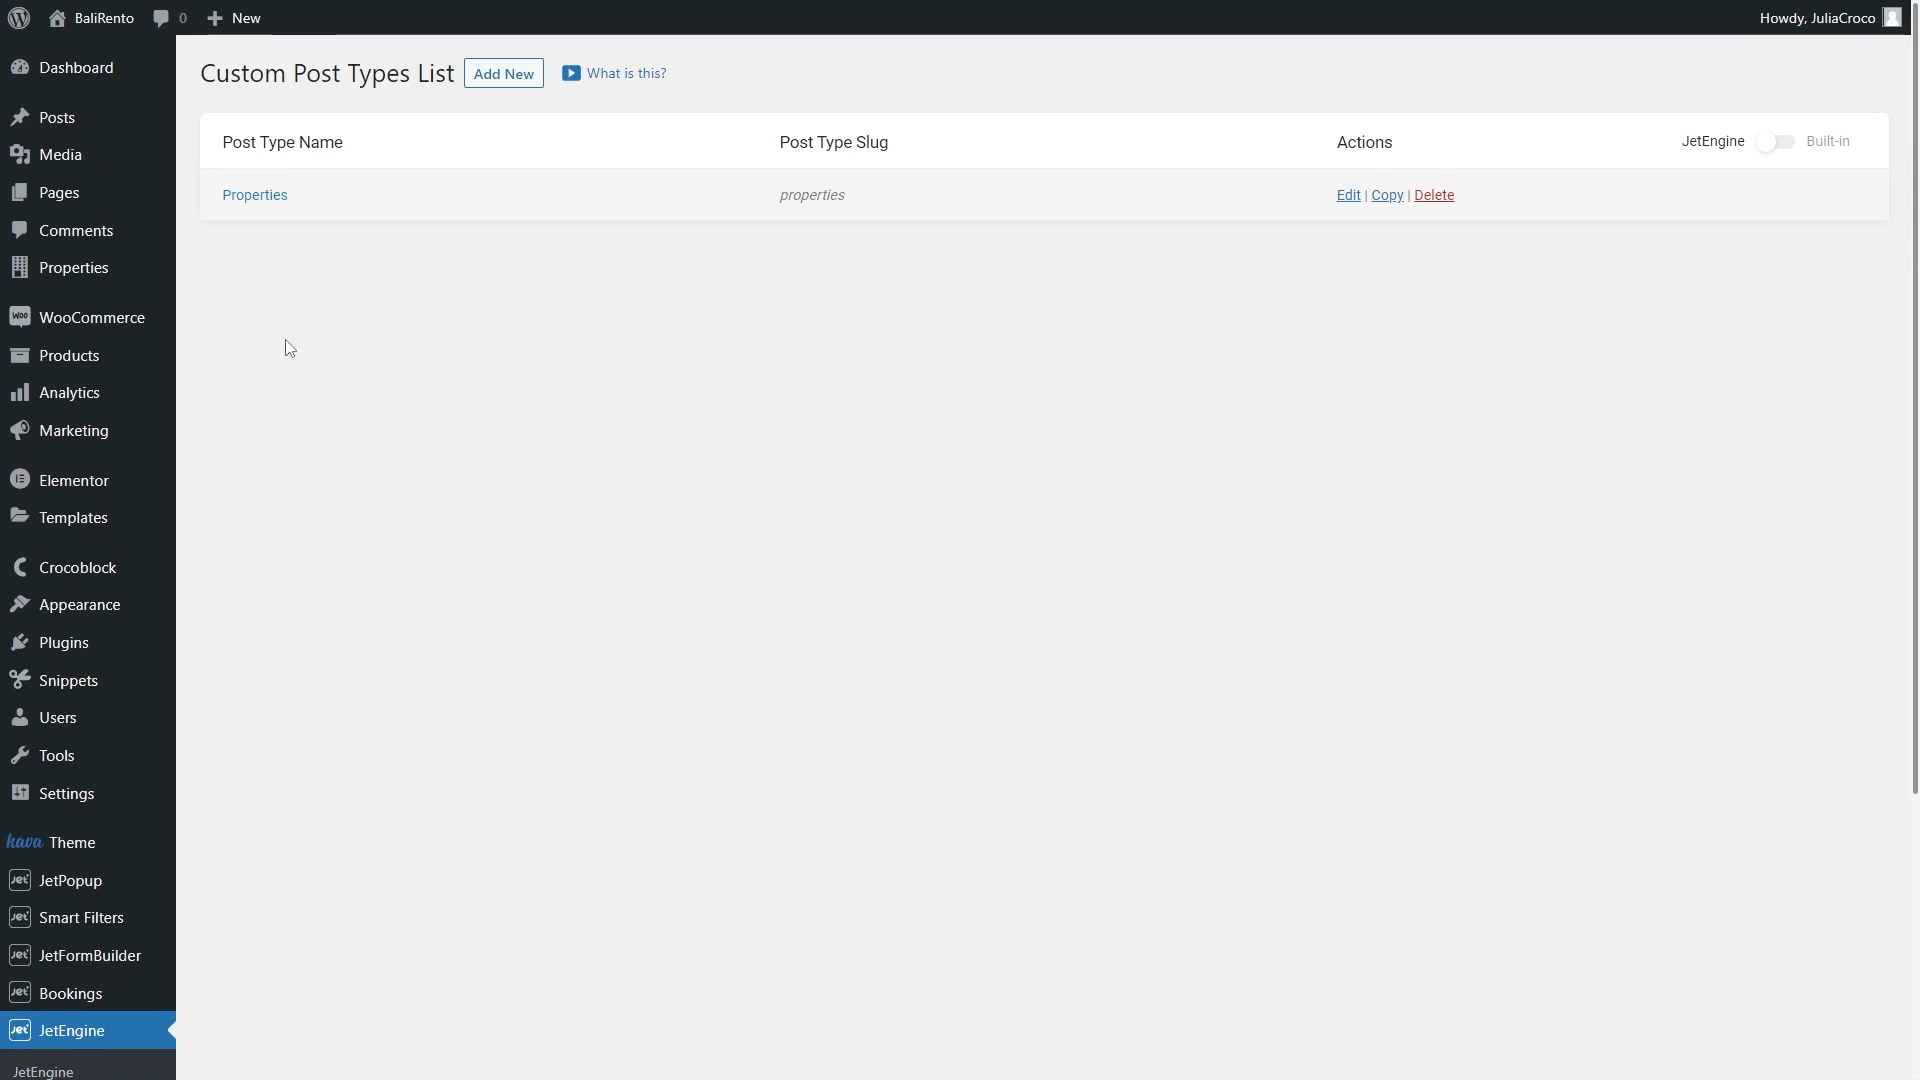 BaliRento
0
New
Howdy, JuliaCroco
Dashboard
Posts
Media
Pages
Comments
Properties
WooCommerce
Products
Analytics
Marketing
Elementor
Templates
Crocoblock
Appearance
Plugins
Snippets
Users
Tools
Settings
kava Theme
JetPopup
Smart Filters
JetFormBuilder
Bookings
JetEngine
JetEngine
Custom Post Types List
Add New
What is this?
Post Type Name
Post Type Slug
Actions
JetEngine
Built-in
Properties
properties
Edit | Copy | Delete